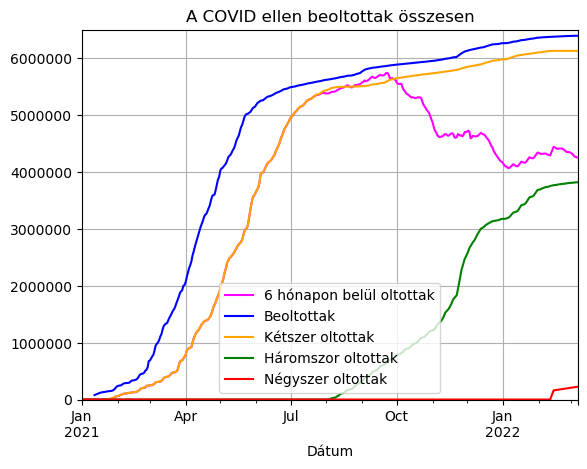 A COVID ellen beoltottak összesen
6000000
5000000
4000000
3000000
2000000
1000000
0
6 hónapon belül oltottak
Beoltottak
Kétszer oltottak
Háromszor oltottak
Négyszer oltottak
Jan Apr Jul Oct Jan
2021 2022
Dátum